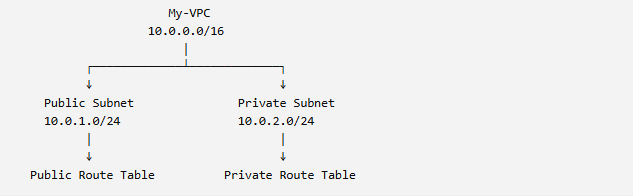 My-VPC
10.0.0.0/16
Public Subnet Private Subnet
10.0.1.0/24 10.0.2.0/24
Public Route Table Private Route Table